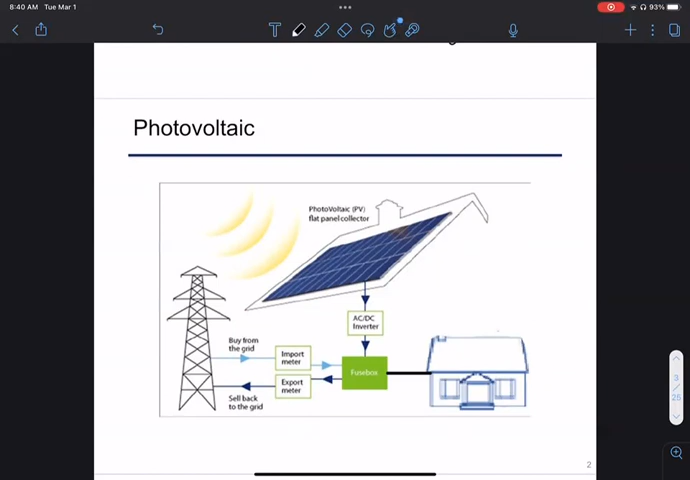 8:40 AM Tue Mar 1
93%
Photovoltaic
PhotoVoltaic (PV)
flat panel collector
AC/DC
Inverter
Buy from
the grid
Import
meter
Fusebox
Export
meter
Sell back
to the grid
3
/
25
2